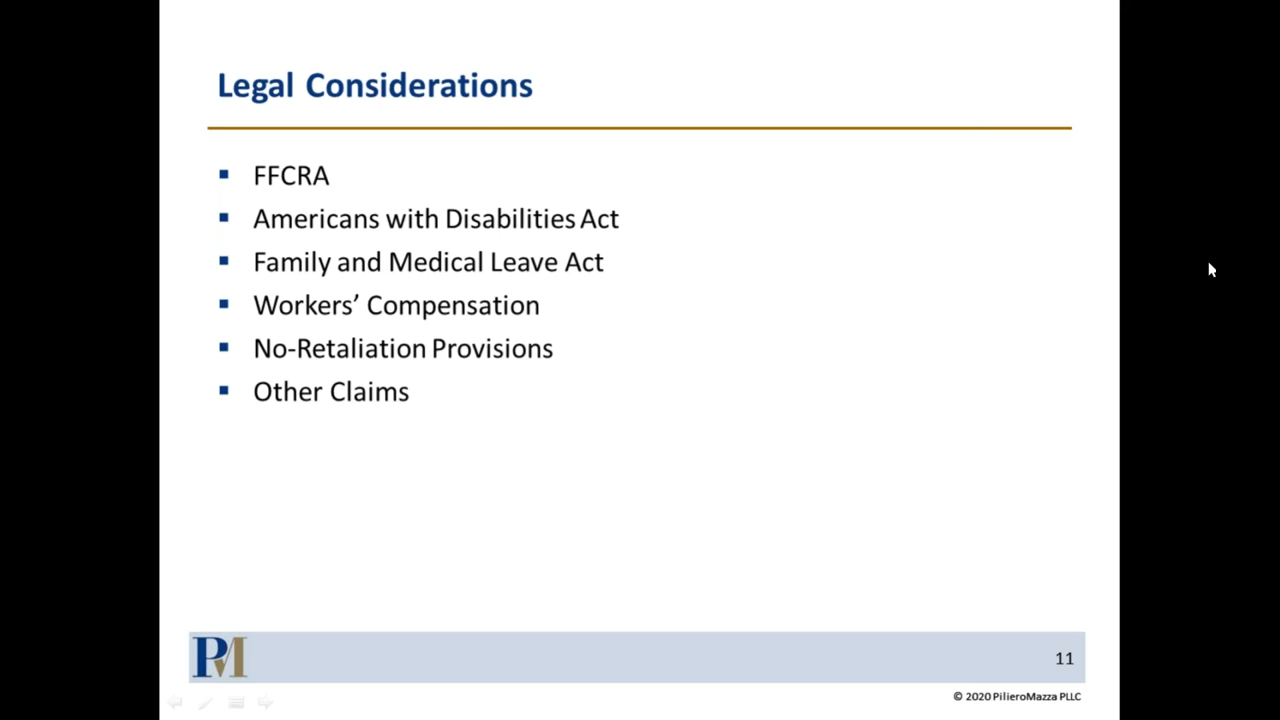 Legal Considerations
FFCRA
Americans with Disabilities Act
Family and Medical Leave Act
Workers’ Compensation
No-Retaliation Provisions
Other Claims
PM
11
© 2020 PilieroMazza PLLC